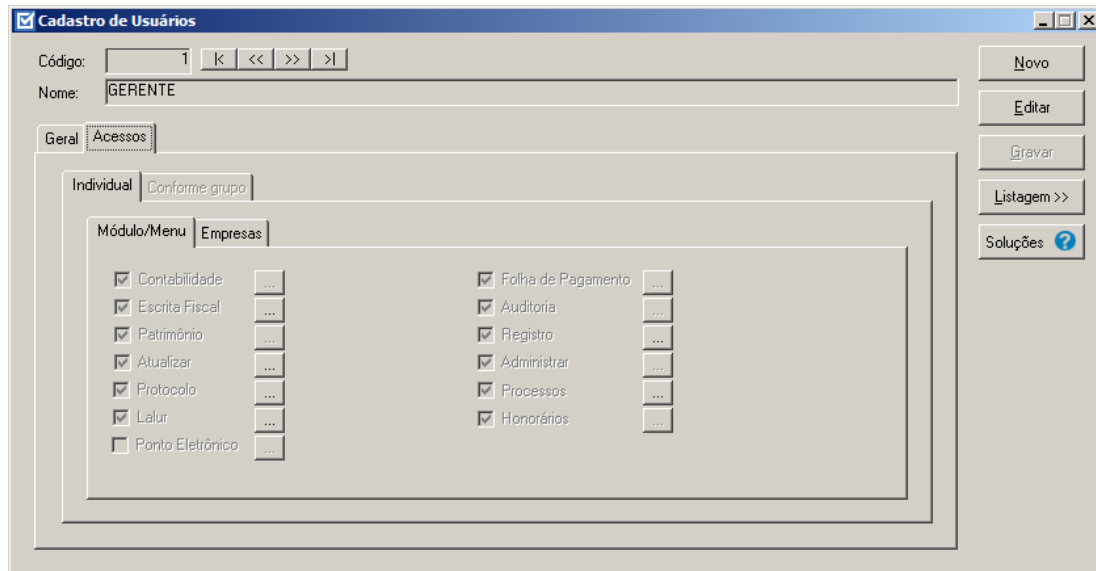 Cadastro de Usuários
Código: 1 |< << >> >|
Nome: GERENTE
Novo
Editar
Gravar
Listagem >>
Soluções ?
Geral Acessos
Individual Conforme grupo
Módulo/Menu Empresas
Contabilidade ... Folha de Pagamento ...
Escrita Fiscal ... Auditoria ...
Patrimônio ... Registro ...
Atualizar ... Administrar ...
Protocolo ... Processos ...
Lalur ... Honorários ...
Ponto Eletrônico ...